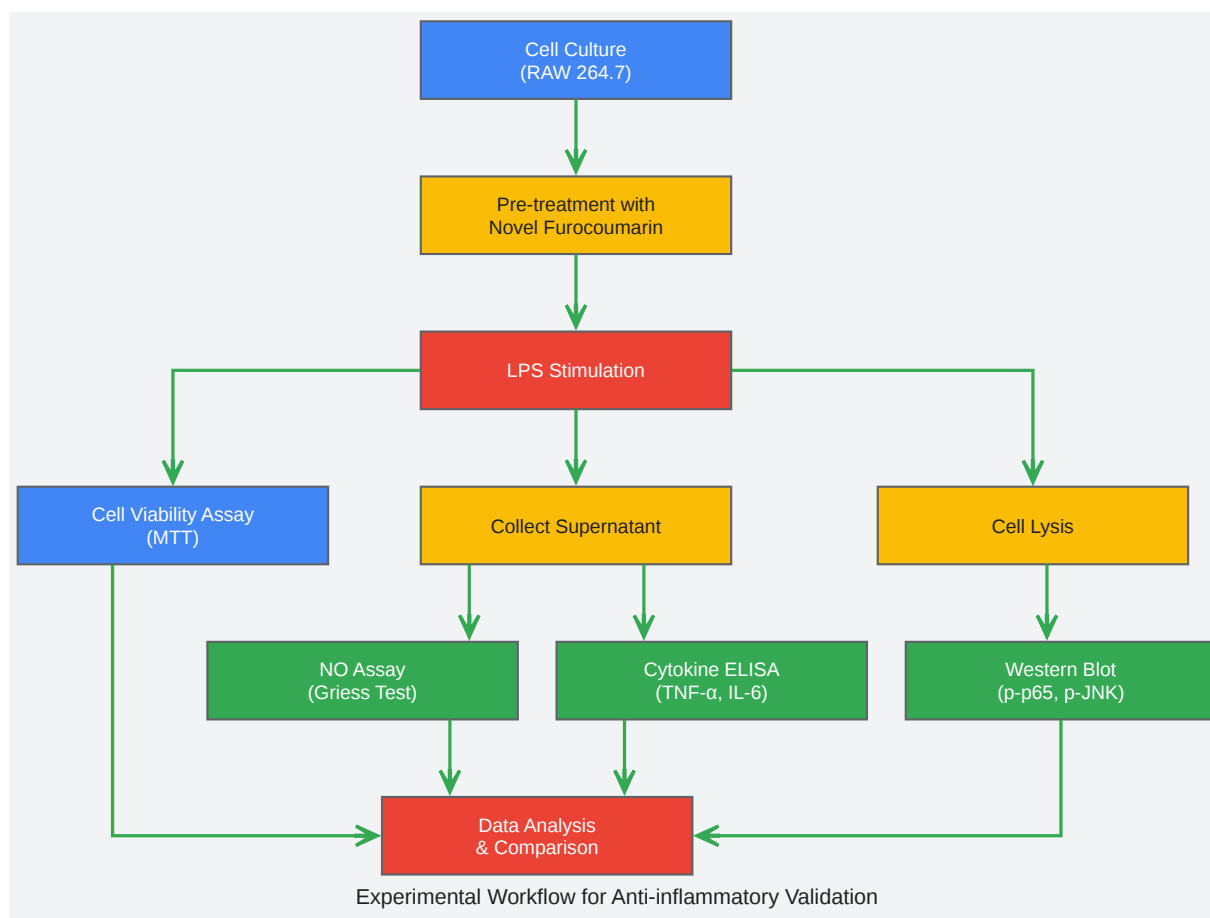 Cell Culture
(RAW 264.7)
Pre-treatment with
Novel Furocoumarin
LPS Stimulation
Cell Viability Assay
(MTT)
Collect Supernatant
Cell Lysis
NO Assay
(Griess Test)
Cytokine ELISA
(TNF-α, IL-6)
Western Blot
(p-p65, p-JNK)
Data Analysis
& Comparison
Experimental Workflow for Anti-inflammatory Validation